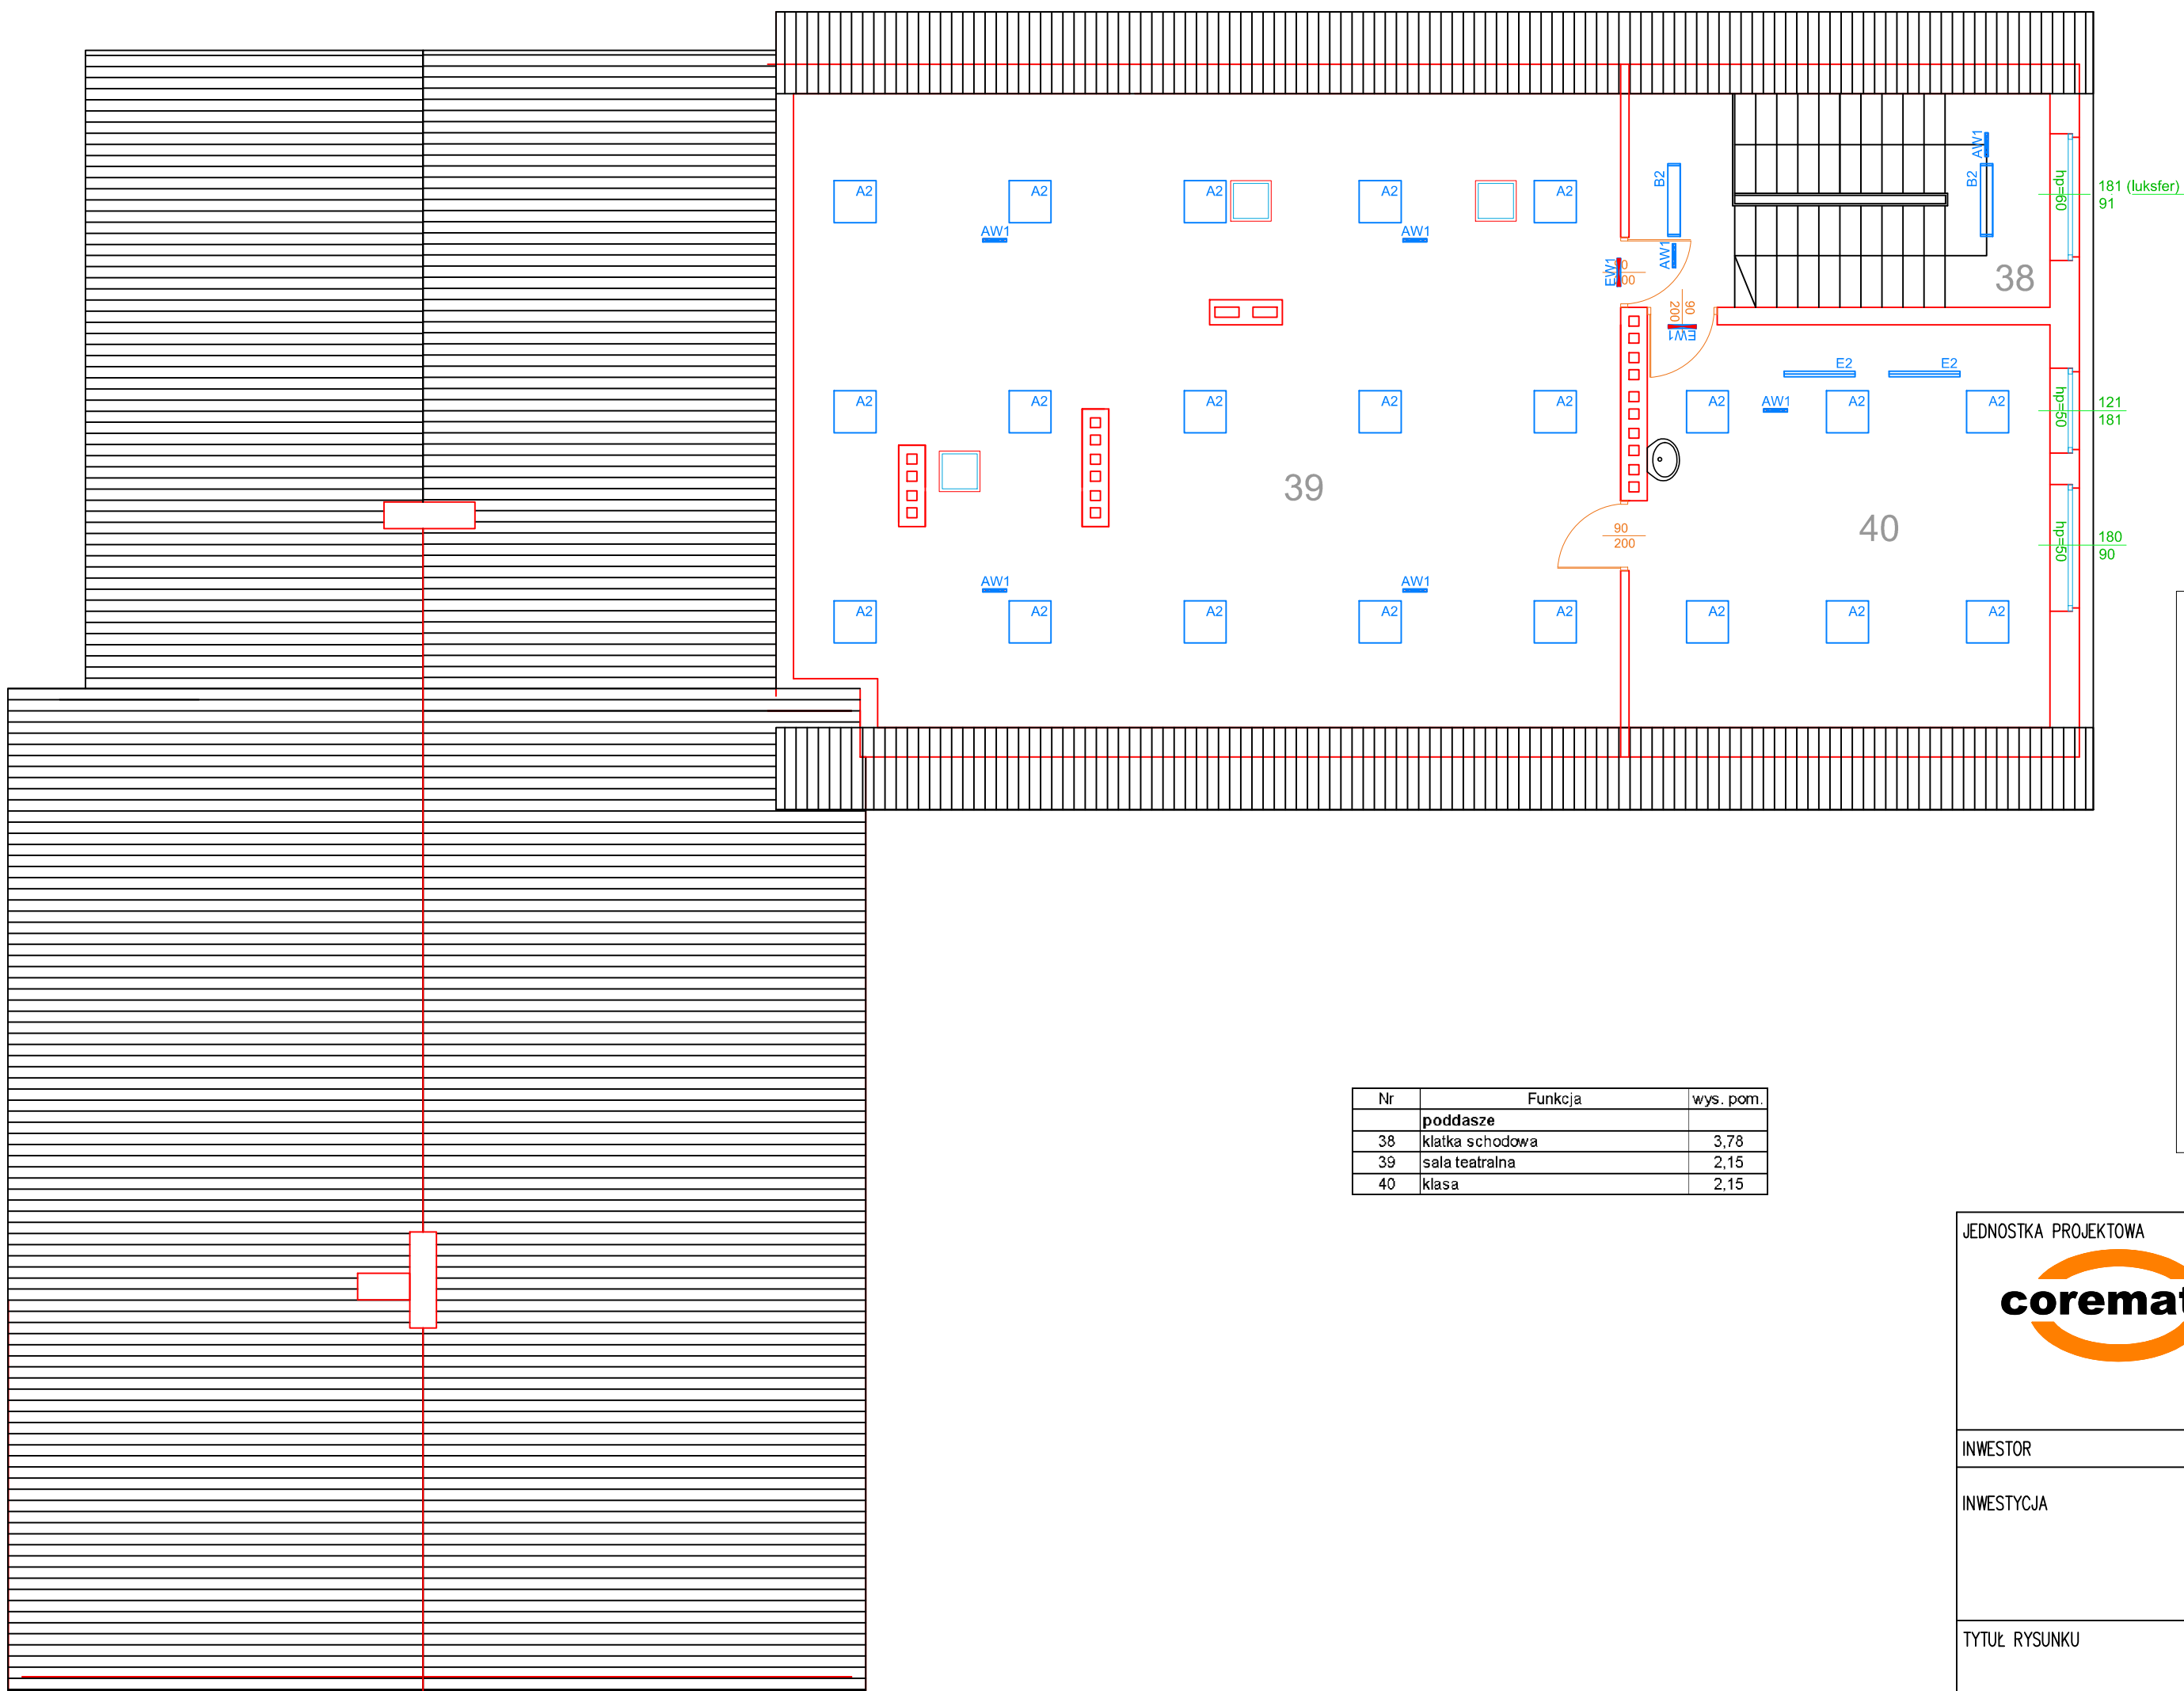 AW1
A2 A2 A2 A2 A2
B2 B2
hp=60
181 (luksfer)
91
AW1 AW1
AW1
EW1
90
200
38
90
200
EW1
E2 E2
A2 A2 A2 A2 A2 A2 AW1 A2 A2
hp=50
121
181
39
40
90
200
hp=50
180
90
AW1 AW1
A2 A2 A2 A2 A2 A2 A2 A2
Nr Funkcja wys. pom.
poddasze
38 klatka schodowa 3,78
39 sala teatralna 2,15
40 klasa 2,15
JEDNOSTKA PROJEKTOWA
coremat
INWESTOR
INWESTYCJA
TYTUŁ RYSUNKU